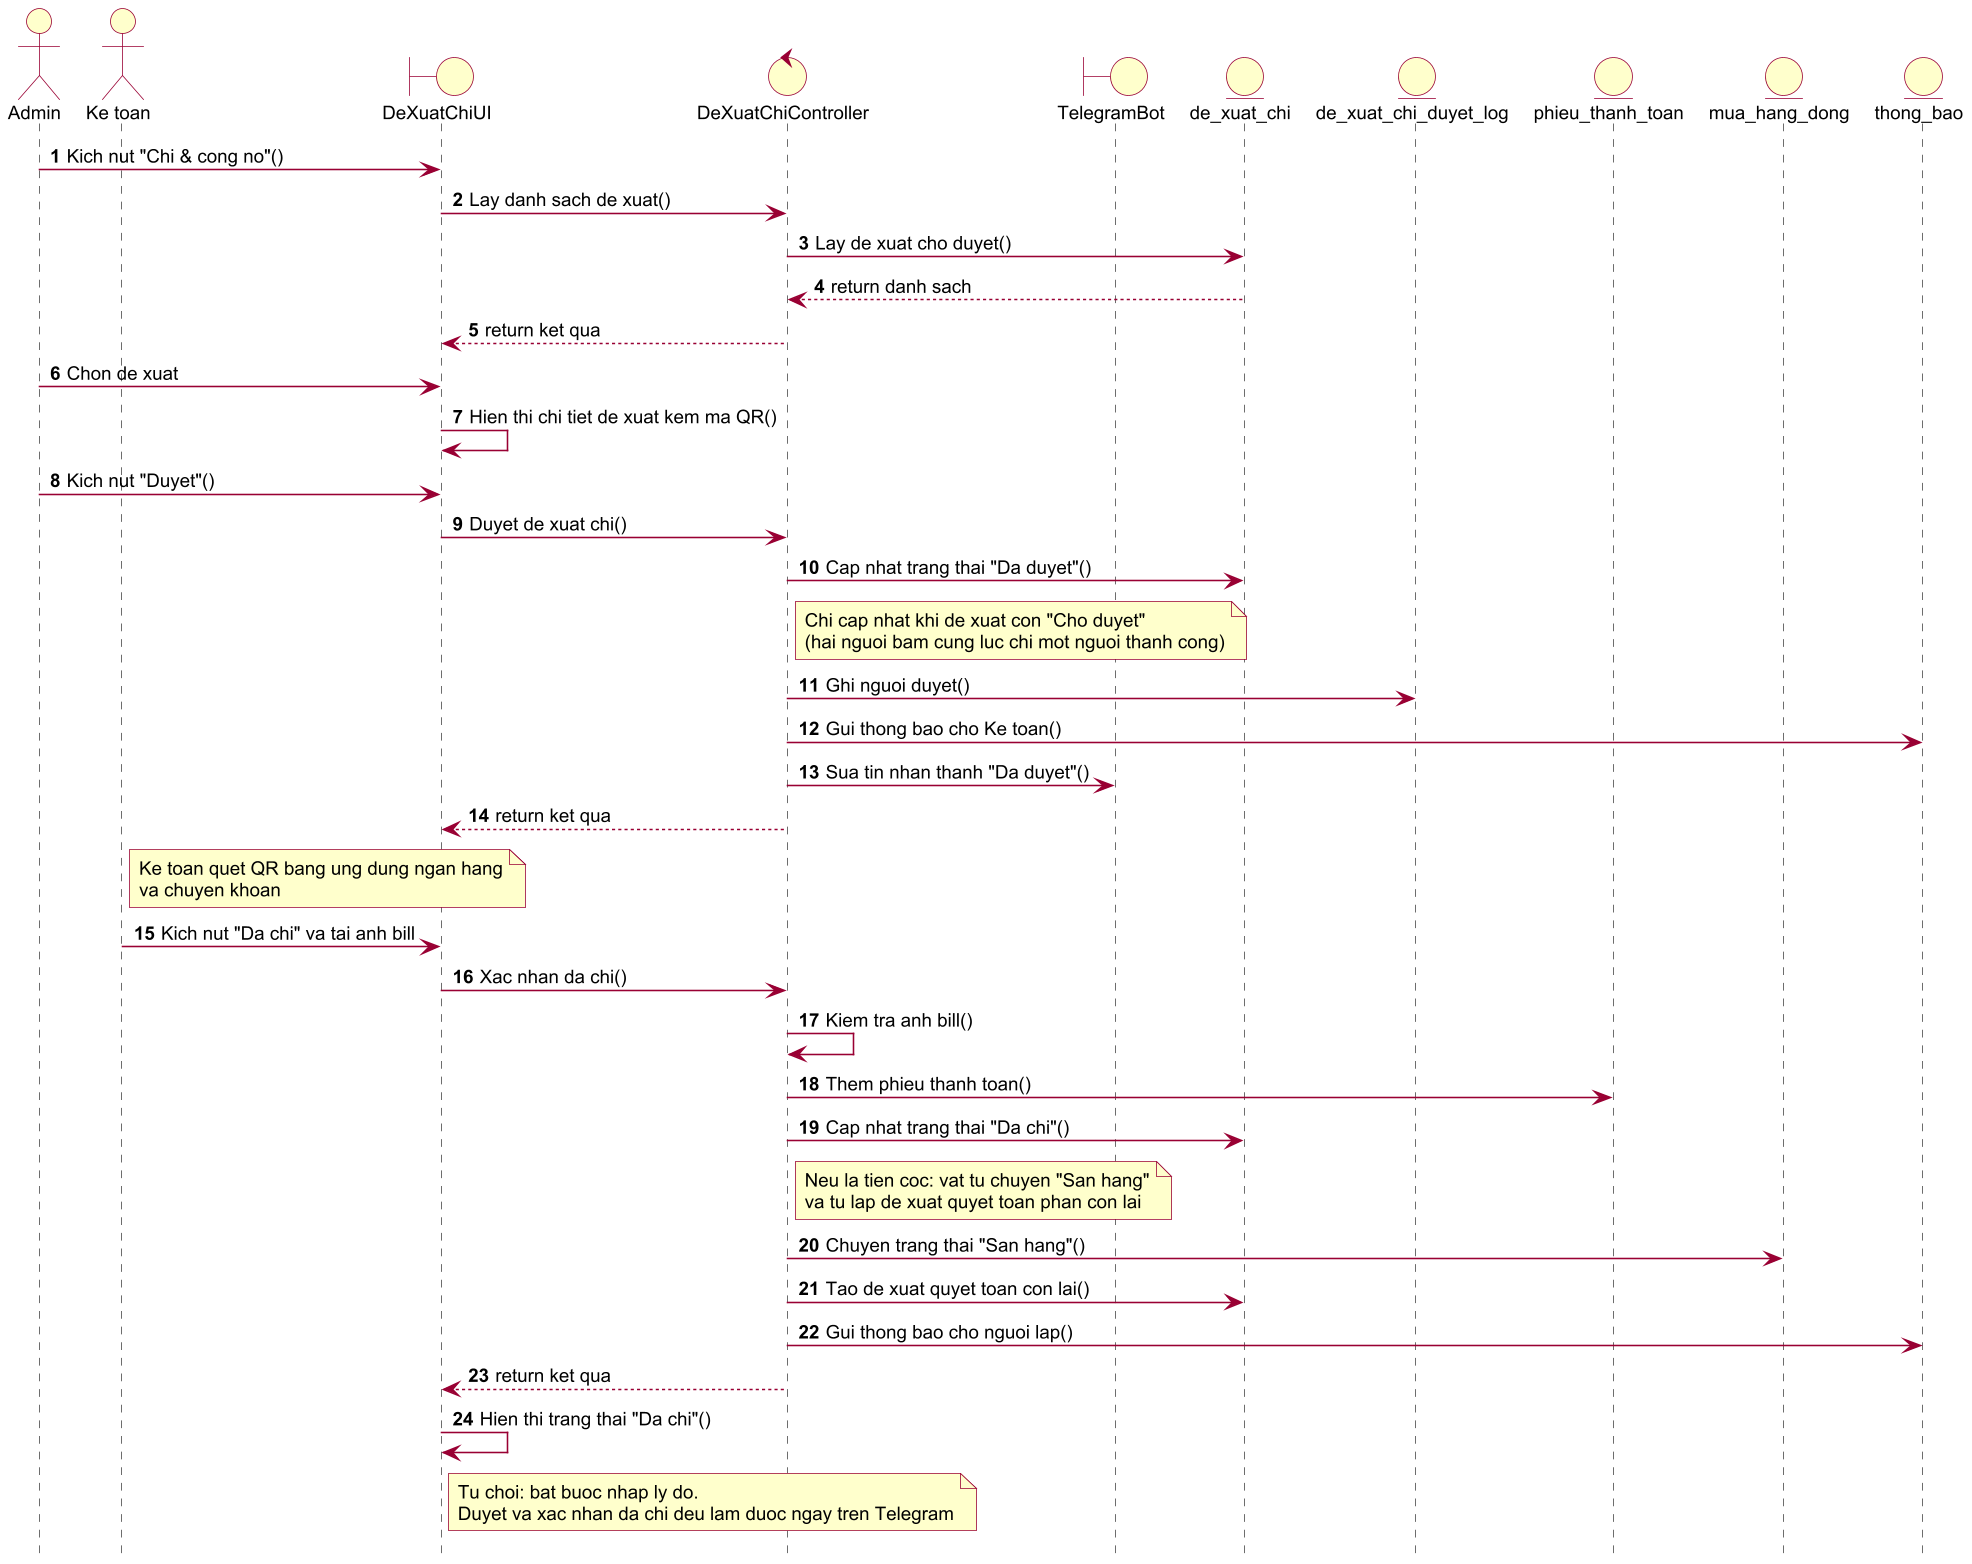 Admin
Ke toan
DeXuatChiUI
DeXuatChiController
TelegramBot
de_xuat_chi
de_xuat_chi_duyet_log
phieu_thanh_toan
mua_hang_dong
thong_bao
1 Kich nut "Chi & cong no"()
2 Lay danh sach de xuat()
3 Lay de xuat cho duyet()
4 return danh sach
5 return ket qua
6 Chon de xuat
7 Hien thi chi tiet de xuat kem ma QR()
8 Kich nut "Duyet"()
9 Duyet de xuat chi()
10 Cap nhat trang thai "Da duyet"()
Chi cap nhat khi de xuat con "Cho duyet"
(hai nguoi bam cung luc chi mot nguoi thanh cong)
11 Ghi nguoi duyet()
12 Gui thong bao cho Ke toan()
13 Sua tin nhan thanh "Da duyet"()
14 return ket qua
Ke toan quet QR bang ung dung ngan hang
va chuyen khoan
15 Kich nut "Da chi" va tai anh bill
16 Xac nhan da chi()
17 Kiem tra anh bill()
18 Them phieu thanh toan()
19 Cap nhat trang thai "Da chi"()
Neu la tien coc: vat tu chuyen "San hang"
va tu lap de xuat quyet toan phan con lai
20 Chuyen trang thai "San hang"()
21 Tao de xuat quyet toan con lai()
22 Gui thong bao cho nguoi lap()
23 return ket qua
24 Hien thi trang thai "Da chi"()
Tu choi: bat buoc nhap ly do.
Duyet va xac nhan da chi deu lam duoc ngay tren Telegram